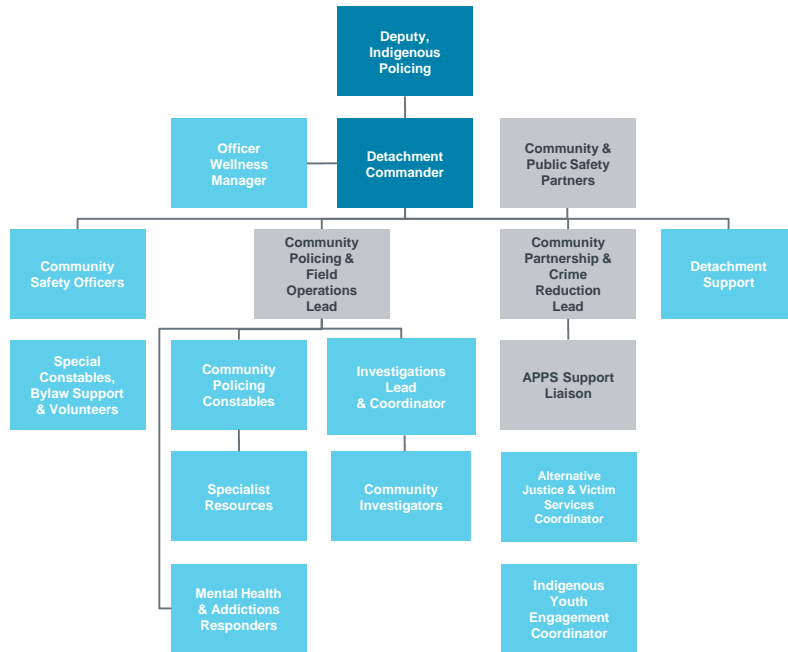 Deputy,
Indigenous
Policing
Officer
Wellness
Manager
Detachment
Commander
Community &
Public Safety
Partners
Community
Safety Officers
Community
Policing &
Field
Operations
Lead
Community
Partnership &
Crime
Reduction
Lead
Detachment
Support
Special
Constables,
Bylaw Support
& Volunteers
Community
Policing
Constables
Investigations
Lead
& Coordinator
APPS Support
Liaison
Specialist
Resources
Community
Investigators
Alternative
Justice & Victim
Services
Coordinator
Mental Health
& Addictions
Responders
Indigenous
Youth
Engagement
Coordinator